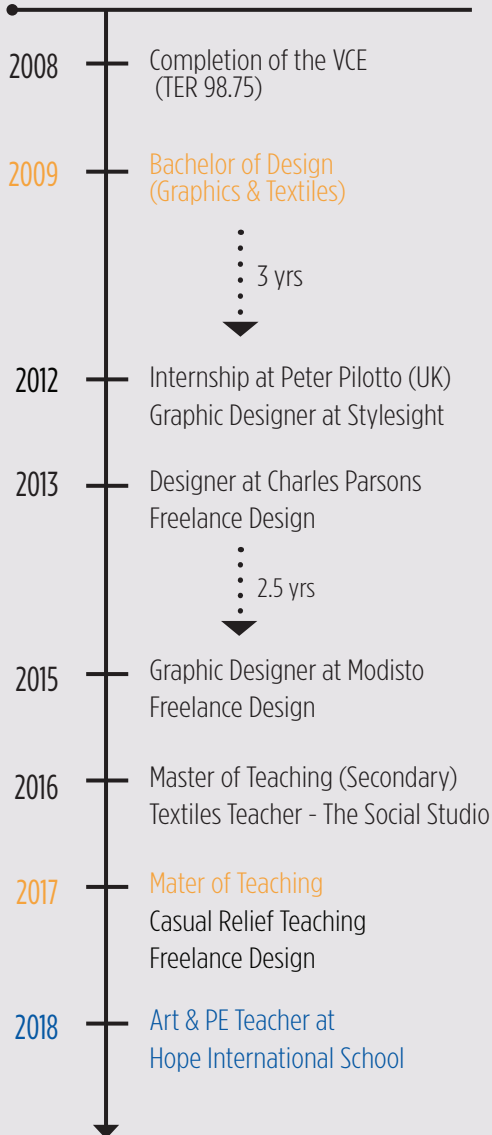 2008
Completion of the VCE
(TER 98.75)
2009
Bachelor of Design
(Graphics & Textiles)
3 yrs
2012
Internship at Peter Pilotto (UK)
Graphic Designer at Stylesight
2013
Designer at Charles Parsons
Freelance Design
2.5 yrs
2015
Graphic Designer at Modisto
Freelance Design
2016
Master of Teaching (Secondary)
Textiles Teacher - The Social Studio
2017
Mater of Teaching
Casual Relief Teaching
Freelance Design
2018
Art & PE Teacher at
Hope International School